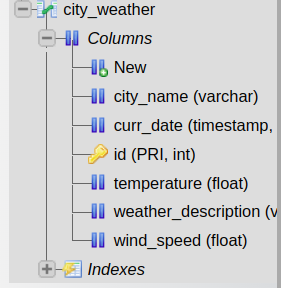 city_weather
Columns
New
city_name (varchar)
curr_date (timestamp,
id (PRI, int)
temperature (float)
weather_description (v
wind_speed (float)
Indexes